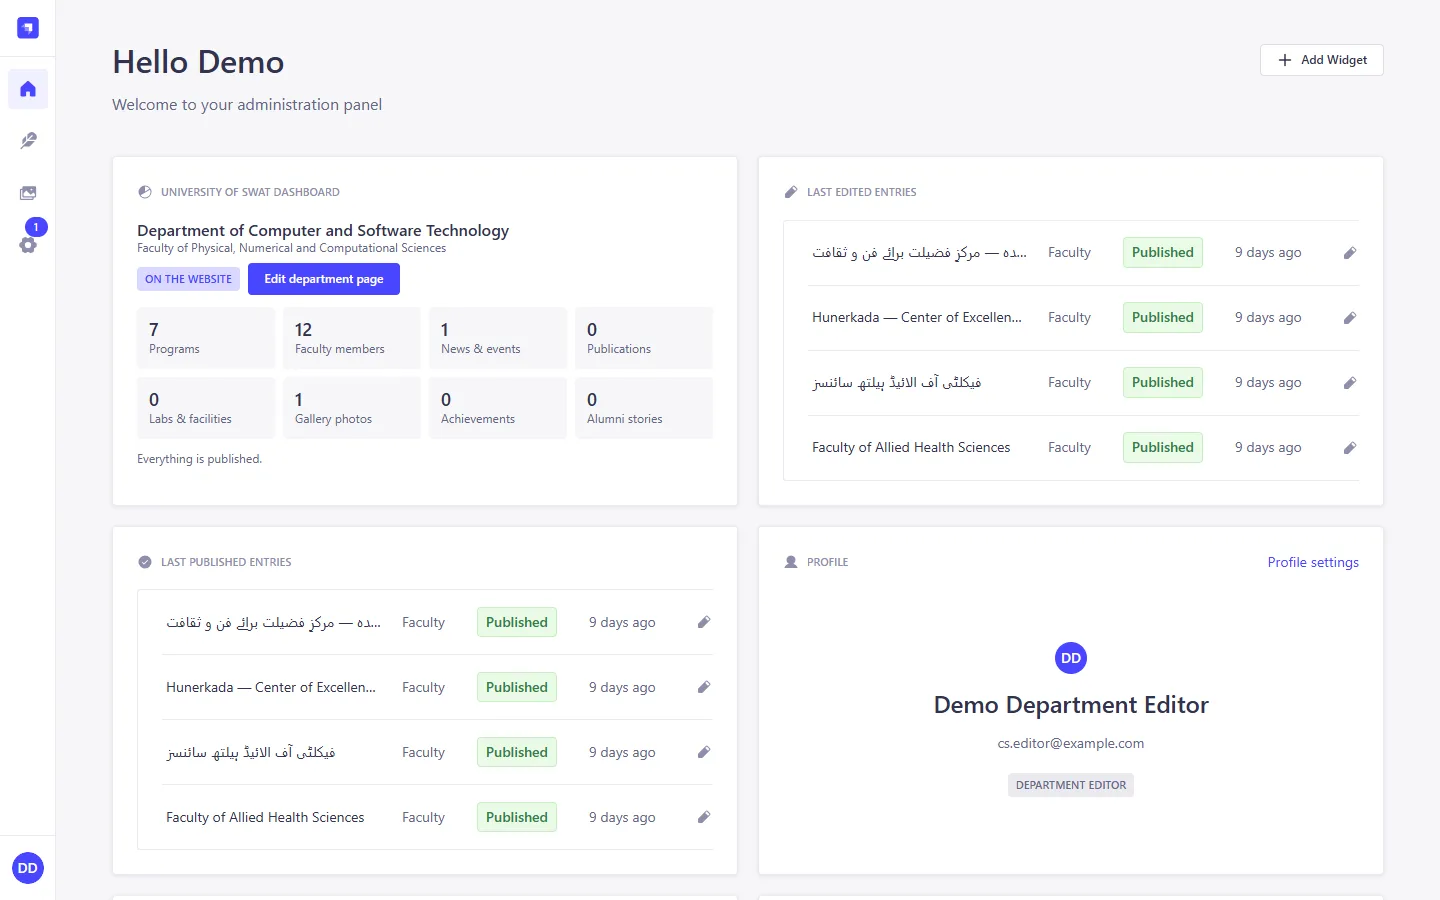 Hello Demo
Welcome to your administration panel
Add Widget
1
UNIVERSITY OF SWAT DASHBOARD
Department of Computer and Software Technology
Faculty of Physical, Numerical and Computational Sciences
ON THE WEBSITE
Edit department page
7
Programs
12
Faculty members
1
News & events
0
Publications
0
Labs & facilities
1
Gallery photos
0
Achievements
0
Alumni stories
Everything is published.
LAST EDITED ENTRIES
...دہ — مرکزِ فضیلت برائے فن و ثقافت Faculty Published 9 days ago
Hunerkada — Center of Excellen... Faculty Published 9 days ago
فیکلٹی آف الائیڈ ہیلتھ سائنسز Faculty Published 9 days ago
Faculty of Allied Health Sciences Faculty Published 9 days ago
LAST PUBLISHED ENTRIES
...دہ — مرکزِ فضیلت برائے فن و ثقافت Faculty Published 9 days ago
Hunerkada — Center of Excellen... Faculty Published 9 days ago
فیکلٹی آف الائیڈ ہیلتھ سائنسز Faculty Published 9 days ago
Faculty of Allied Health Sciences Faculty Published 9 days ago
PROFILE
Profile settings
DD
Demo Department Editor
cs.editor@example.com
DEPARTMENT EDITOR
DD